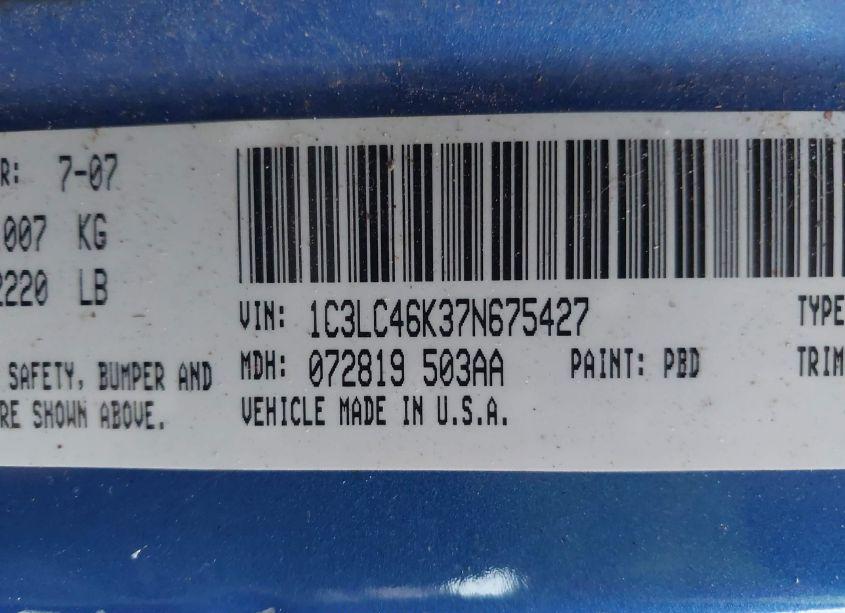 R: 7-07
007 KG
2220 LB
VIN: 1C3LC46K37N675427 TYPE
MDH: 072819 503AA PAINT: PBD TRIM
SAFETY, BUMPER AND
RE SHOWN ABOVE.
VEHICLE MADE IN U.S.A.